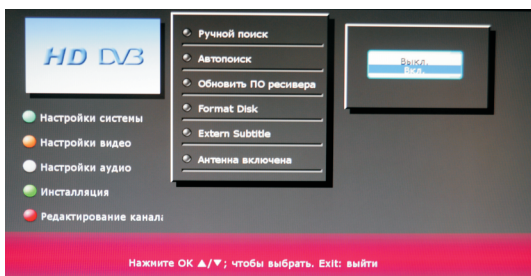 HD DVB
Настройки системы
Настройки видео
Настройки аудио
Инсталляция
Редактирование канала
Ручной поиск
Автопоиск
Обновить ПО ресивера
Format Disk
Extern Subtitle
Антенна включена
Выкл.
Вкл.
Нажмите OK ▲/▼; чтобы выбрать. Exit: выйти